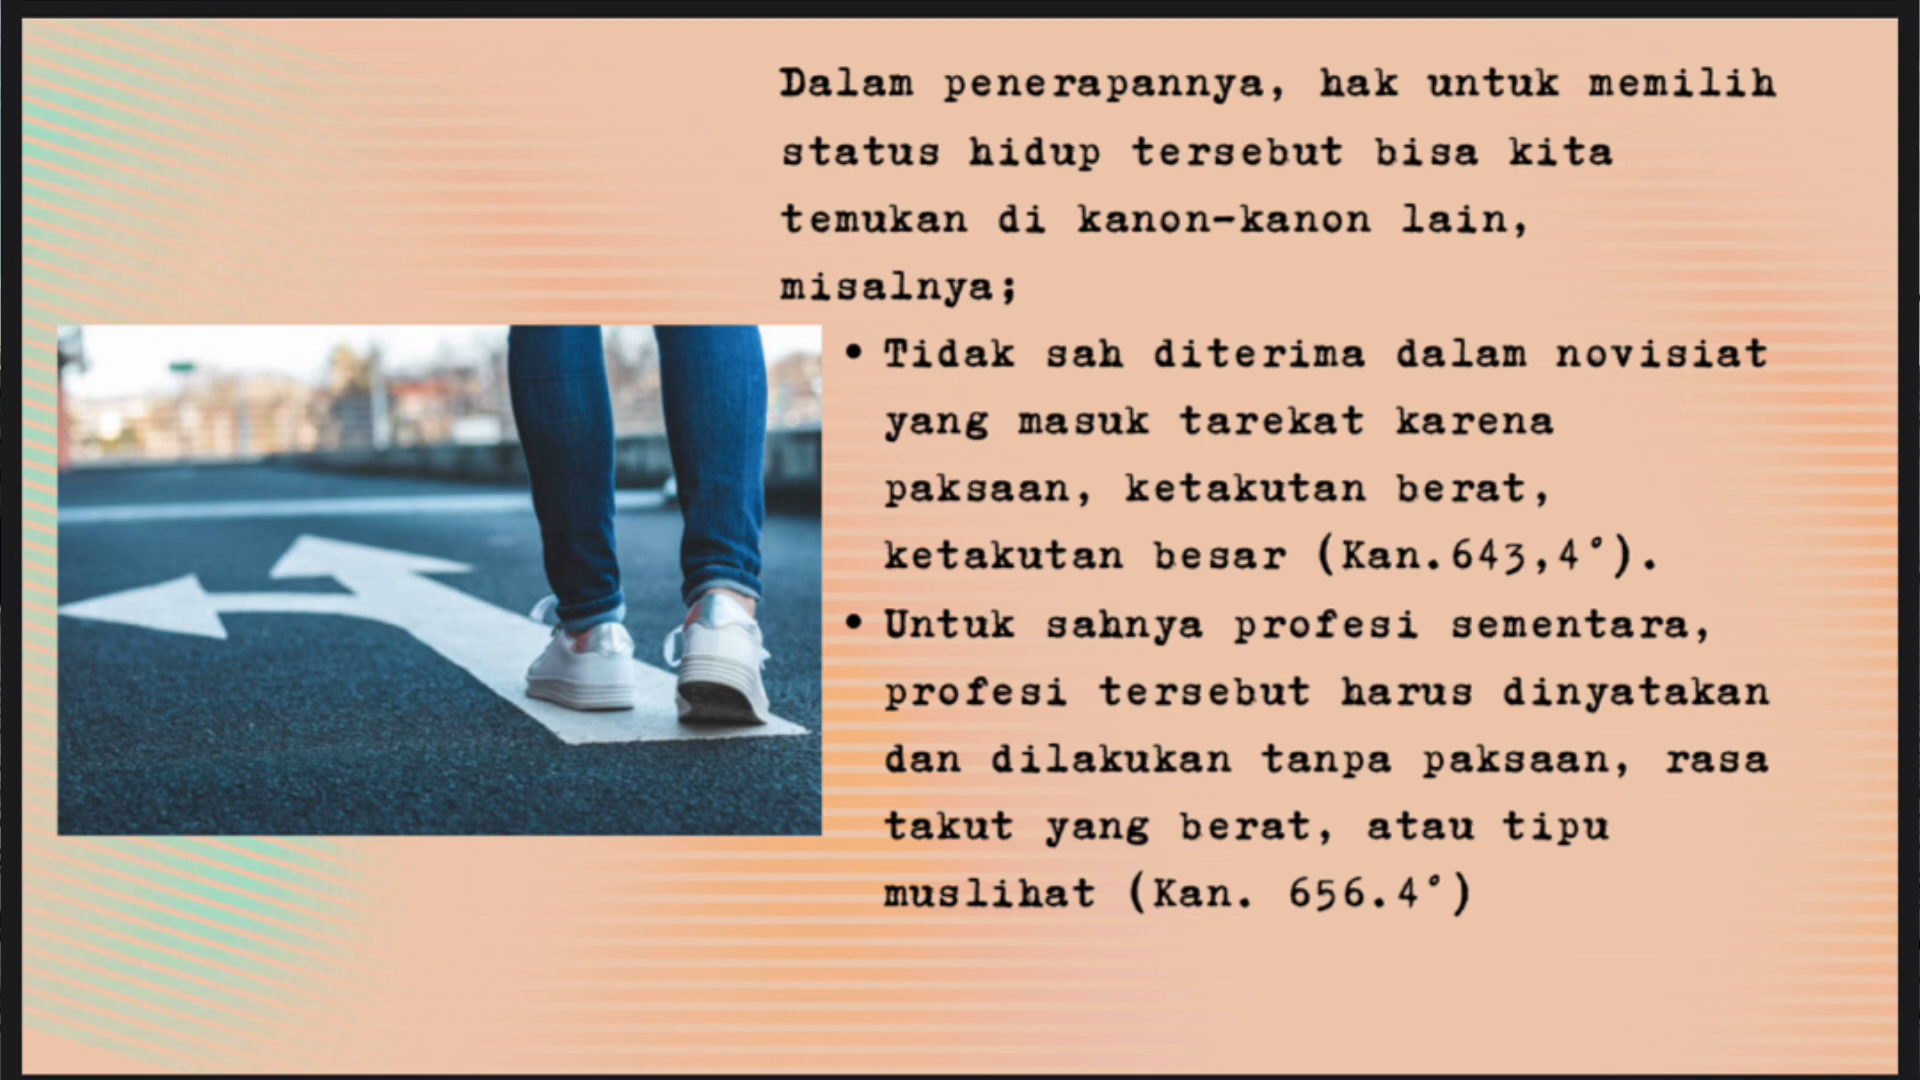 Dalam penerapannya, hak untuk memilih
status hidup tersebut bisa kita
temukan di kanon-kanon lain,
misalnya;
• Tidak sah diterima dalam novisiat
yang masuk tarekat karena
paksaan, ketakutan berat,
ketakutan besar (Kan.643,4°).
• Untuk sahnya profesi sementara,
profesi tersebut harus dinyatakan
dan dilakukan tanpa paksaan, rasa
takut yang berat, atau tipu
muslihat (Kan. 656.4°)